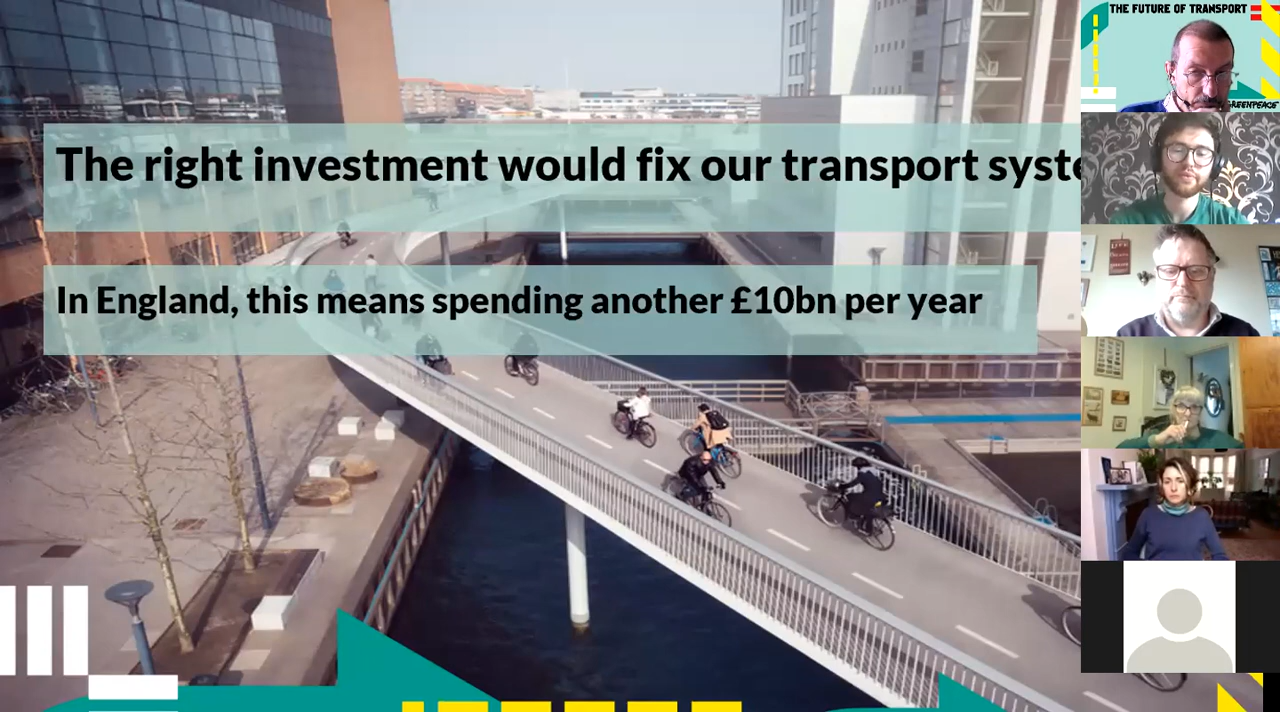 THE FUTURE OF TRANSPORT
GREENPEACE
The right investment would fix our transport syste
In England, this means spending another £10bn per year